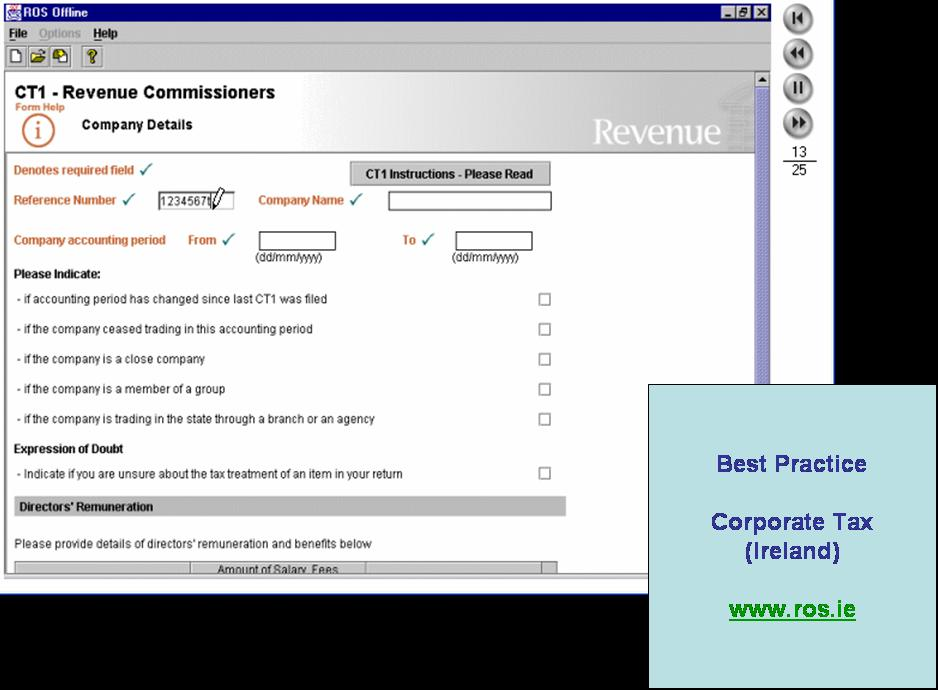 ROS Offline
File Options Help
CT1 - Revenue Commissioners
Form Help
i
Company Details
Revenue
Denotes required field
CT1 Instructions - Please Read
Reference Number 1234567t Company Name
Company accounting period From To
(dd/mm/yyyy) (dd/mm/yyyy)
Please Indicate:
- if accounting period has changed since last CT1 was filed
- if the company ceased trading in this accounting period
- if the company is a close company
- if the company is a member of a group
- if the company is trading in the state through a branch or an agency
Expression of Doubt
- Indicate if you are unsure about the tax treatment of an item in your return
Directors' Remuneration
Please provide details of directors' remuneration and benefits below
Amount of Salary, Fees
13
25
Best Practice
Corporate Tax
(Ireland)
www.ros.ie